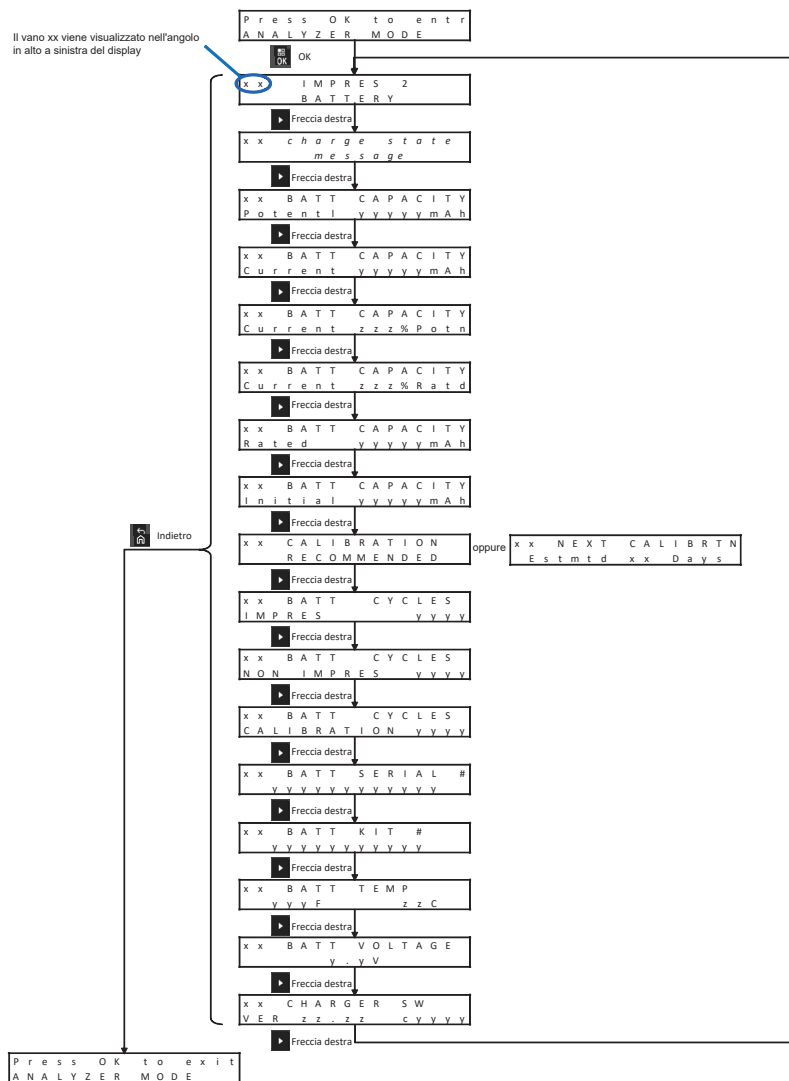 Il vano xx viene visualizzato nell'angolo
in alto a sinistra del display
Press OK to entr
ANALYZER MODE
OK
OK
xx IMPRES 2
BATTERY
Freccia destra
xx charge state
message
Freccia destra
xx BATT CAPACITY
Potentl yyyyymAh
Freccia destra
xx BATT CAPACITY
Current yyyyymAh
Freccia destra
xx BATT CAPACITY
Current zzz%Potn
Freccia destra
xx BATT CAPACITY
Current zzz%Ratd
Freccia destra
xx BATT CAPACITY
Rated yyyyymAh
Freccia destra
xx BATT CAPACITY
Initial yyyyymAh
Freccia destra
Indietro
xx CALIBRATION
RECOMMENDED
oppure
xx NEXT CALIBRTN
Estmtd xx Days
Freccia destra
xx BATT CYCLES
IMPRES yyyy
Freccia destra
xx BATT CYCLES
NON IMPRES yyyy
Freccia destra
xx BATT CYCLES
CALIBRATION yyyy
Freccia destra
xx BATT SERIAL #
yyyyyyyyyyyy
Freccia destra
xx BATT KIT #
yyyyyyyyyyy
Freccia destra
xx BATT TEMP
yyyF zzC
Freccia destra
xx BATT VOLTAGE
y.yV
Freccia destra
xx CHARGER SW
VER zz.zz cyyyy
Freccia destra
Press OK to exit
ANALYZER MODE